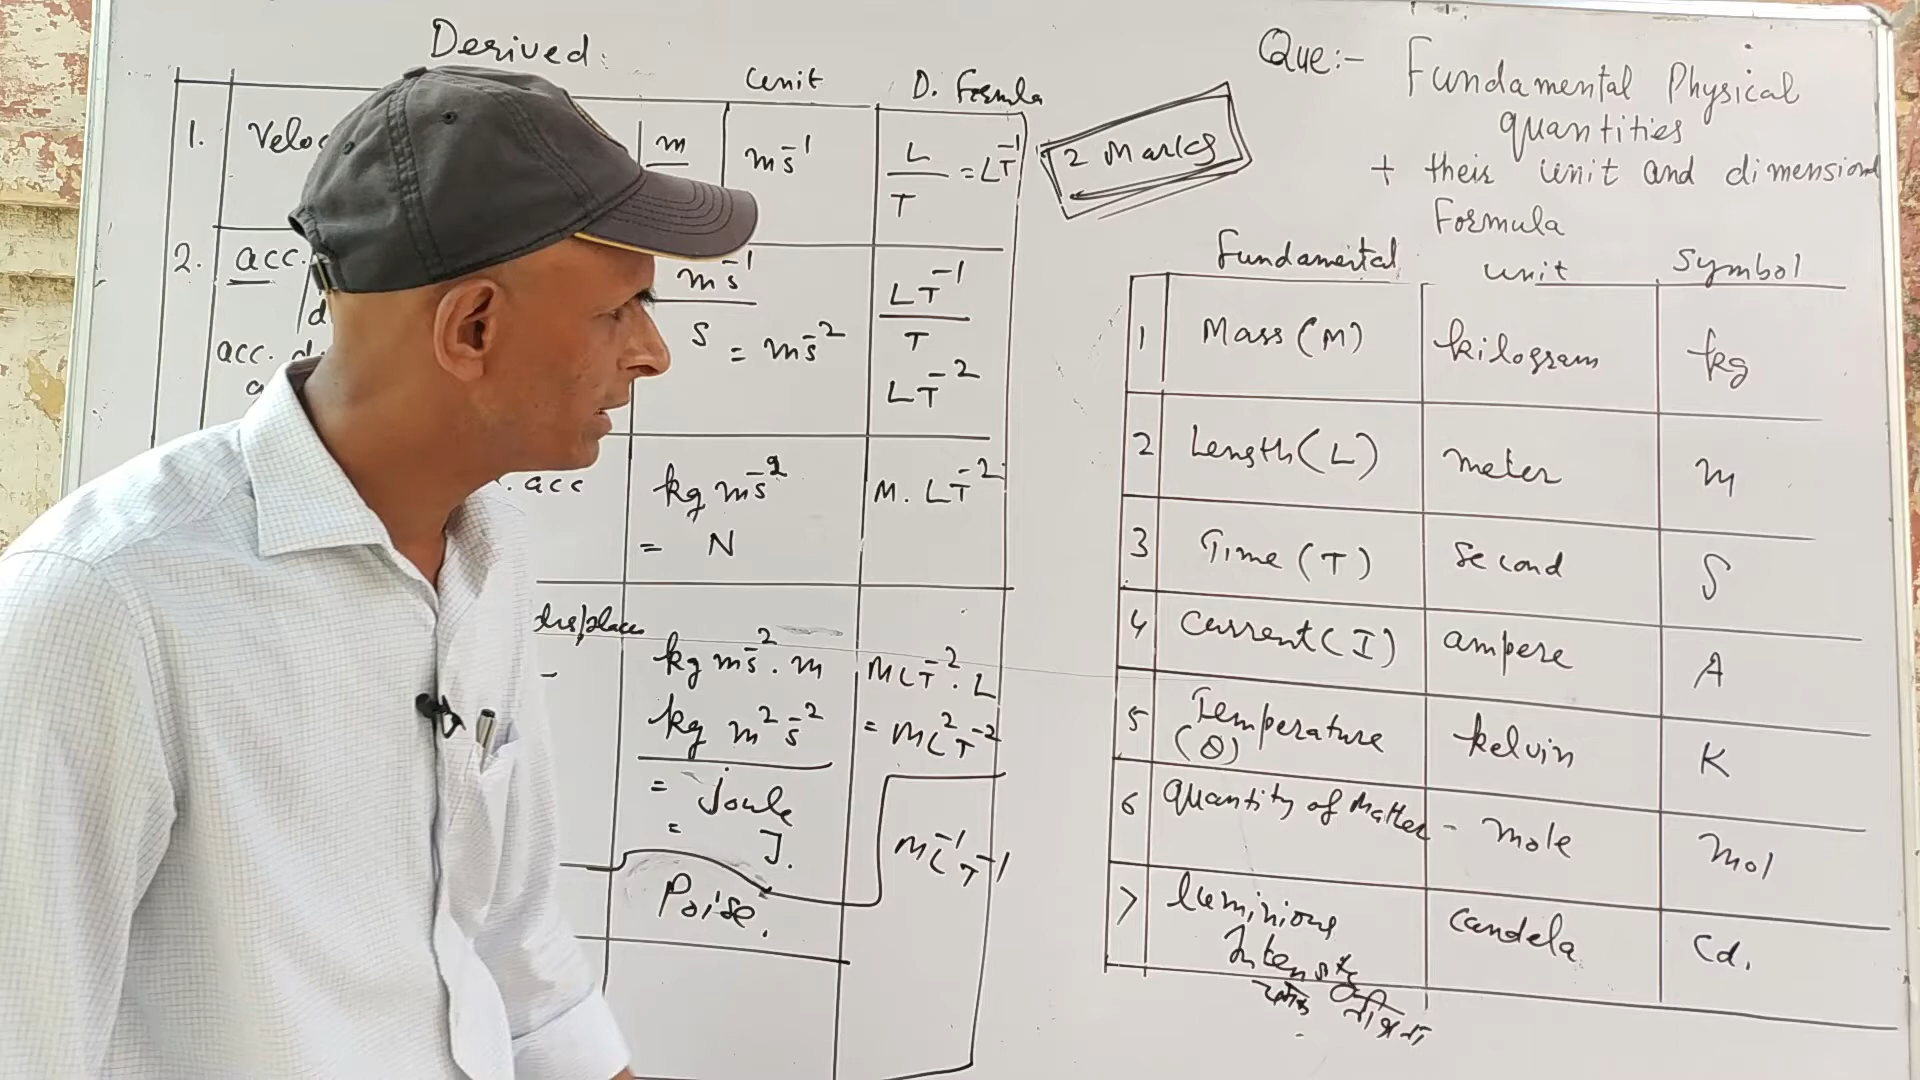 Derived
Unit D. Formula
1. Veloc m ms⁻¹ L/T = LT⁻¹
2. acc. ms⁻¹/s = ms⁻² LT⁻¹/T
LT⁻²
acc. d
. acc kg ms⁻² M. LT⁻²
= N
displace kg ms⁻². m MLT⁻². L
kg m² s⁻² = ML²T⁻²
= joule
= J.
Poise. ML⁻¹T⁻¹
2 Marks
Que:- Fundamental Physical
quantities
+ their unit and dimensional
Formula
Fundamental unit Symbol
1 Mass (M) kilogram kg
2 Length (L) meter m
3 Time (T) second S
4 Current (I) ampere A
5 Temperature kelvin K
(θ)
6 Quantity of Matter - mole mol
7 luminious candela Cd.
Intensity